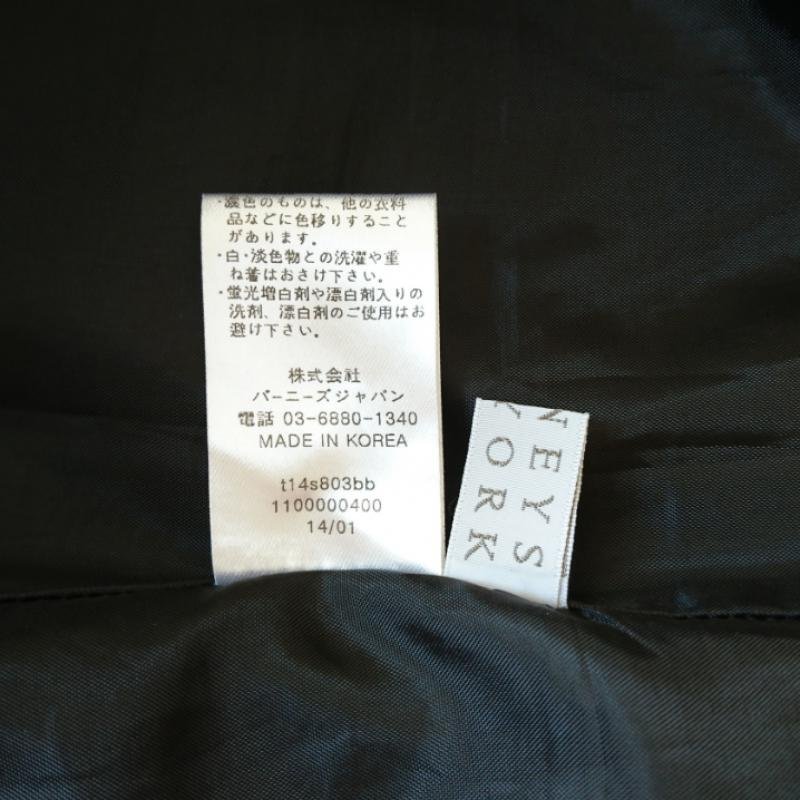 ・濃色のものは、他の衣料
品などに色移りすること
があります。
・白・淡色物との洗濯や重
ね着はおさけ下さい。
・蛍光増白剤や漂白剤入りの
洗剤、漂白剤のご使用はお
避け下さい。
株式会社
バーニーズジャパン
電話 03-6880-1340
MADE IN KOREA
t14s803bb
1100000400
14/01
NEYS
YORK